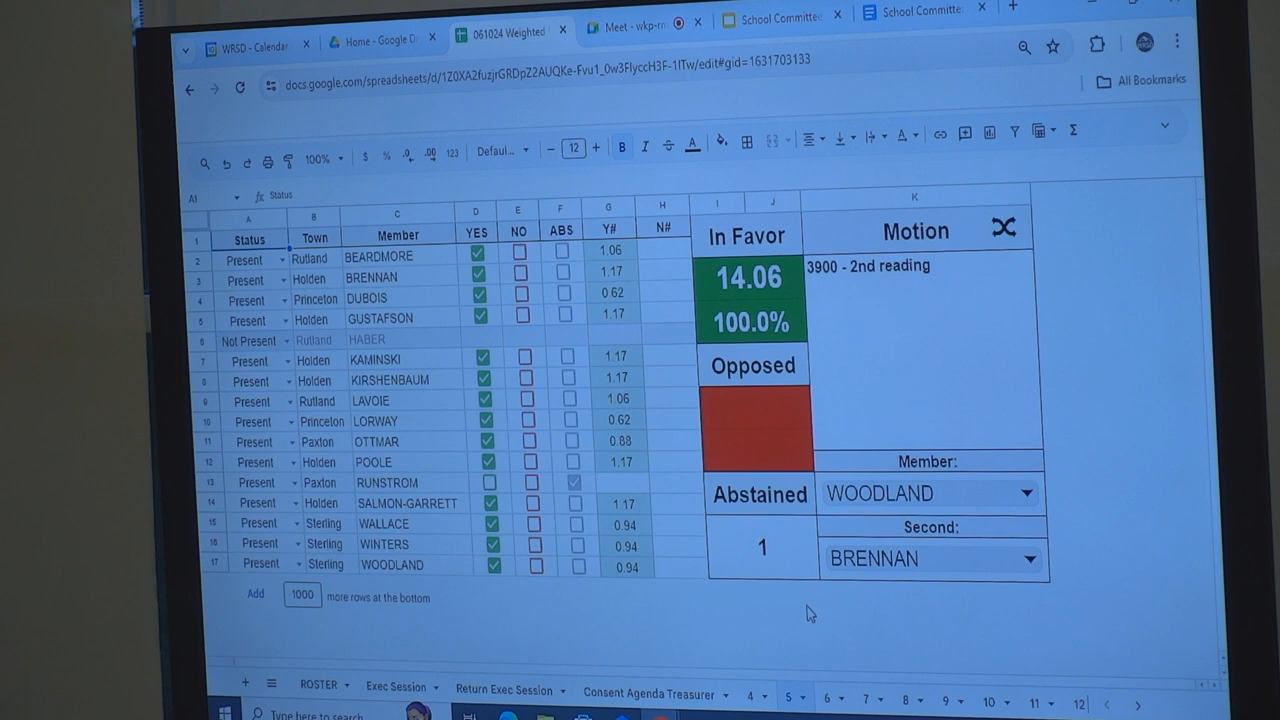 WRSD - Calendar
Home - Google D
061024 Weighted
Meet - wkp-rn
School Committee
School Committe
docs.google.com/spreadsheets/d/1Z0XA2fuzjrGRDpZ2AUQKe-Fvu1_0w3FlyccH3F-1ITw/edit#gid=1631703133
All Bookmarks
100% $ % .0 .00 123 Defaul... - 12 + B I A
A1 fx Status
A B C D E F G H I J K
1 Status Town Member YES NO ABS Y# N# In Favor Motion
2 Present Rutland BEARDMORE 1.06 14.06 3900 - 2nd reading
3 Present Holden BRENNAN 1.17
4 Present Princeton DUBOIS 0.62
5 Present Holden GUSTAFSON 1.17 100.0%
6 Not Present Rutland HABER
7 Present Holden KAMINSKI 1.17 Opposed
8 Present Holden KIRSHENBAUM 1.17
9 Present Rutland LAVOIE 1.06
10 Present Princeton LORWAY 0.62
11 Present Paxton OTTMAR 0.88
12 Present Holden POOLE 1.17 Member:
13 Present Paxton RUNSTROM Abstained WOODLAND
14 Present Holden SALMON-GARRETT 1.17
15 Present Sterling WALLACE 0.94 Second:
16 Present Sterling WINTERS 0.94 1 BRENNAN
17 Present Sterling WOODLAND 0.94
Add 1000 more rows at the bottom
ROSTER Exec Session Return Exec Session Consent Agenda Treasurer 4 5 6 7 8 9 10 11 12
Type here to search